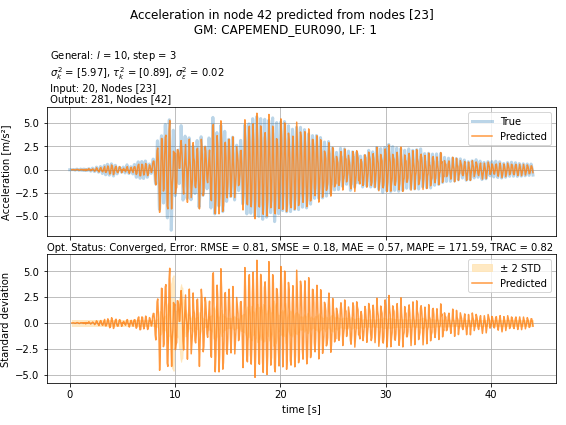 Acceleration in node 42 predicted from nodes [23]
GM: CAPEMEND_EUR090, LF: 1
General: l = 10, step = 3
σₖ² = [5.97], τₖ² = [0.89], σᵣ² = 0.02
Input: 20, Nodes [23]
Output: 281, Nodes [42]
Acceleration [m/s²]
5.0
2.5
0.0
−2.5
−5.0
True
Predicted
Opt. Status: Converged, Error: RMSE = 0.81, SMSE = 0.18, MAE = 0.57, MAPE = 171.59, TRAC = 0.82
Standard deviation
5.0
2.5
0.0
−2.5
−5.0
± 2 STD
Predicted
0
10
20
30
40
time [s]